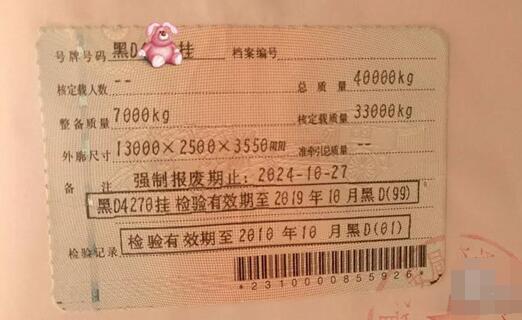 号牌号码 黑D4 挂 档案编号
核定载人数 -- 总质量 40000kg
整备质量 7000kg 核定载质量 33000kg
外廓尺寸 13000×2500×3550mm 准牵引总质量 --
备注 强制报废期止：2024-10-27
黑D4270挂 检验有效期至2019年10月黑D(99)
检验有效期至2010年10月黑D(01)
检验记录
*2310000855926*